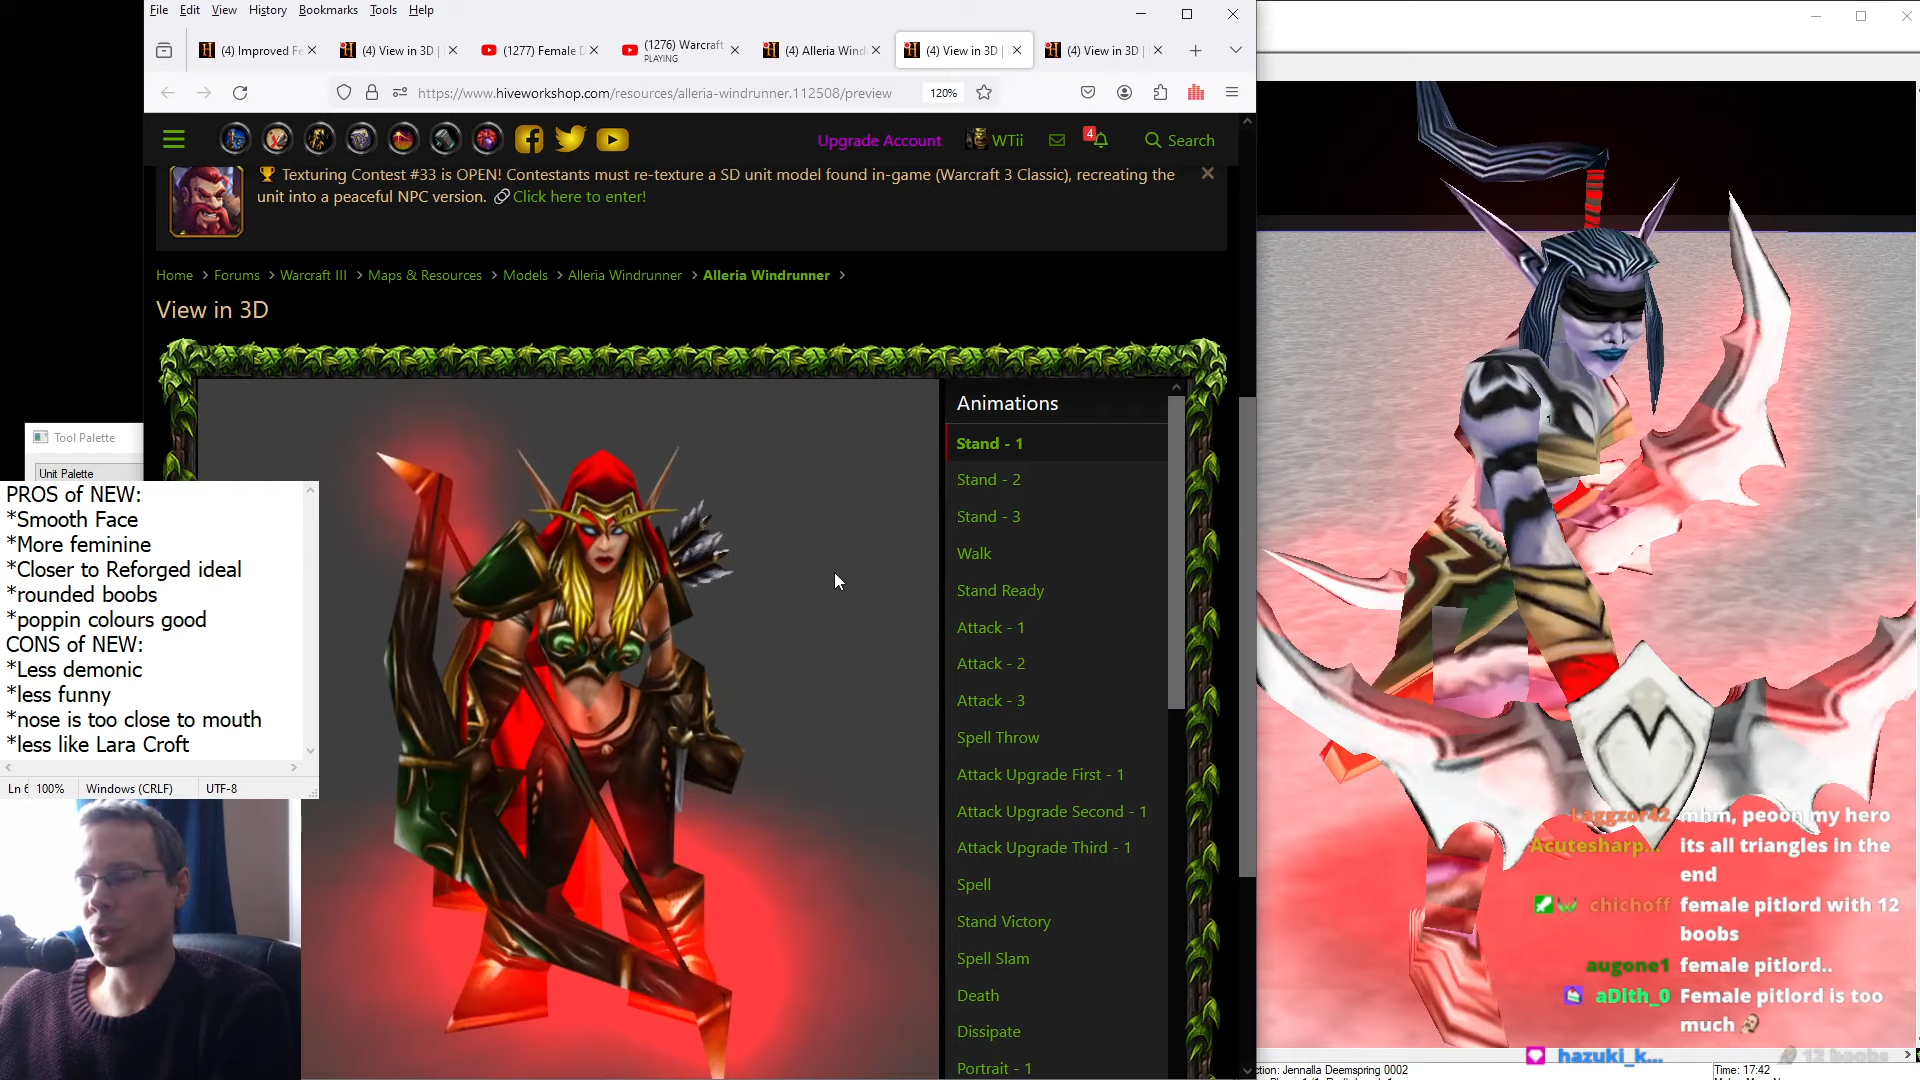 File Edit View History Bookmarks Tools Help
(4) Improved Fe
(4) View in 3D |
(1277) Female D
(1276) Warcraft
PLAYING
(4) Alleria Wind
(4) View in 3D |
(4) View in 3D |
https://www.hiveworkshop.com/resources/alleria-windrunner.112508/preview
120%
Upgrade Account
WTii
4
Search
Texturing Contest #33 is OPEN! Contestants must re-texture a SD unit model found in-game (Warcraft 3 Classic), recreating the
unit into a peaceful NPC version. Click here to enter!
Home > Forums > Warcraft III > Maps & Resources > Models > Alleria Windrunner > Alleria Windrunner >
View in 3D
Animations
Stand - 1
Stand - 2
Stand - 3
Walk
Stand Ready
Attack - 1
Attack - 2
Attack - 3
Spell Throw
Attack Upgrade First - 1
Attack Upgrade Second - 1
Attack Upgrade Third - 1
Spell
Stand Victory
Spell Slam
Death
Dissipate
Portrait - 1
Tool Palette
Unit Palette
PROS of NEW:
*Smooth Face
*More feminine
*Closer to Reforged ideal
*rounded boobs
*poppin colours good
CONS of NEW:
*Less demonic
*less funny
*nose is too close to mouth
*less like Lara Croft
Ln 6 100% Windows (CRLF) UTF-8
Laggzor42 mhm, peoon my hero
Acutesharp... its all triangles in the
end
chichoff female pitlord with 12
boobs
augone1 female pitlord..
aDith_0 Female pitlord is too
much
hazuki_k... 12 boobs
ction: Jennalla Deemspring 0002
Time: 17:42